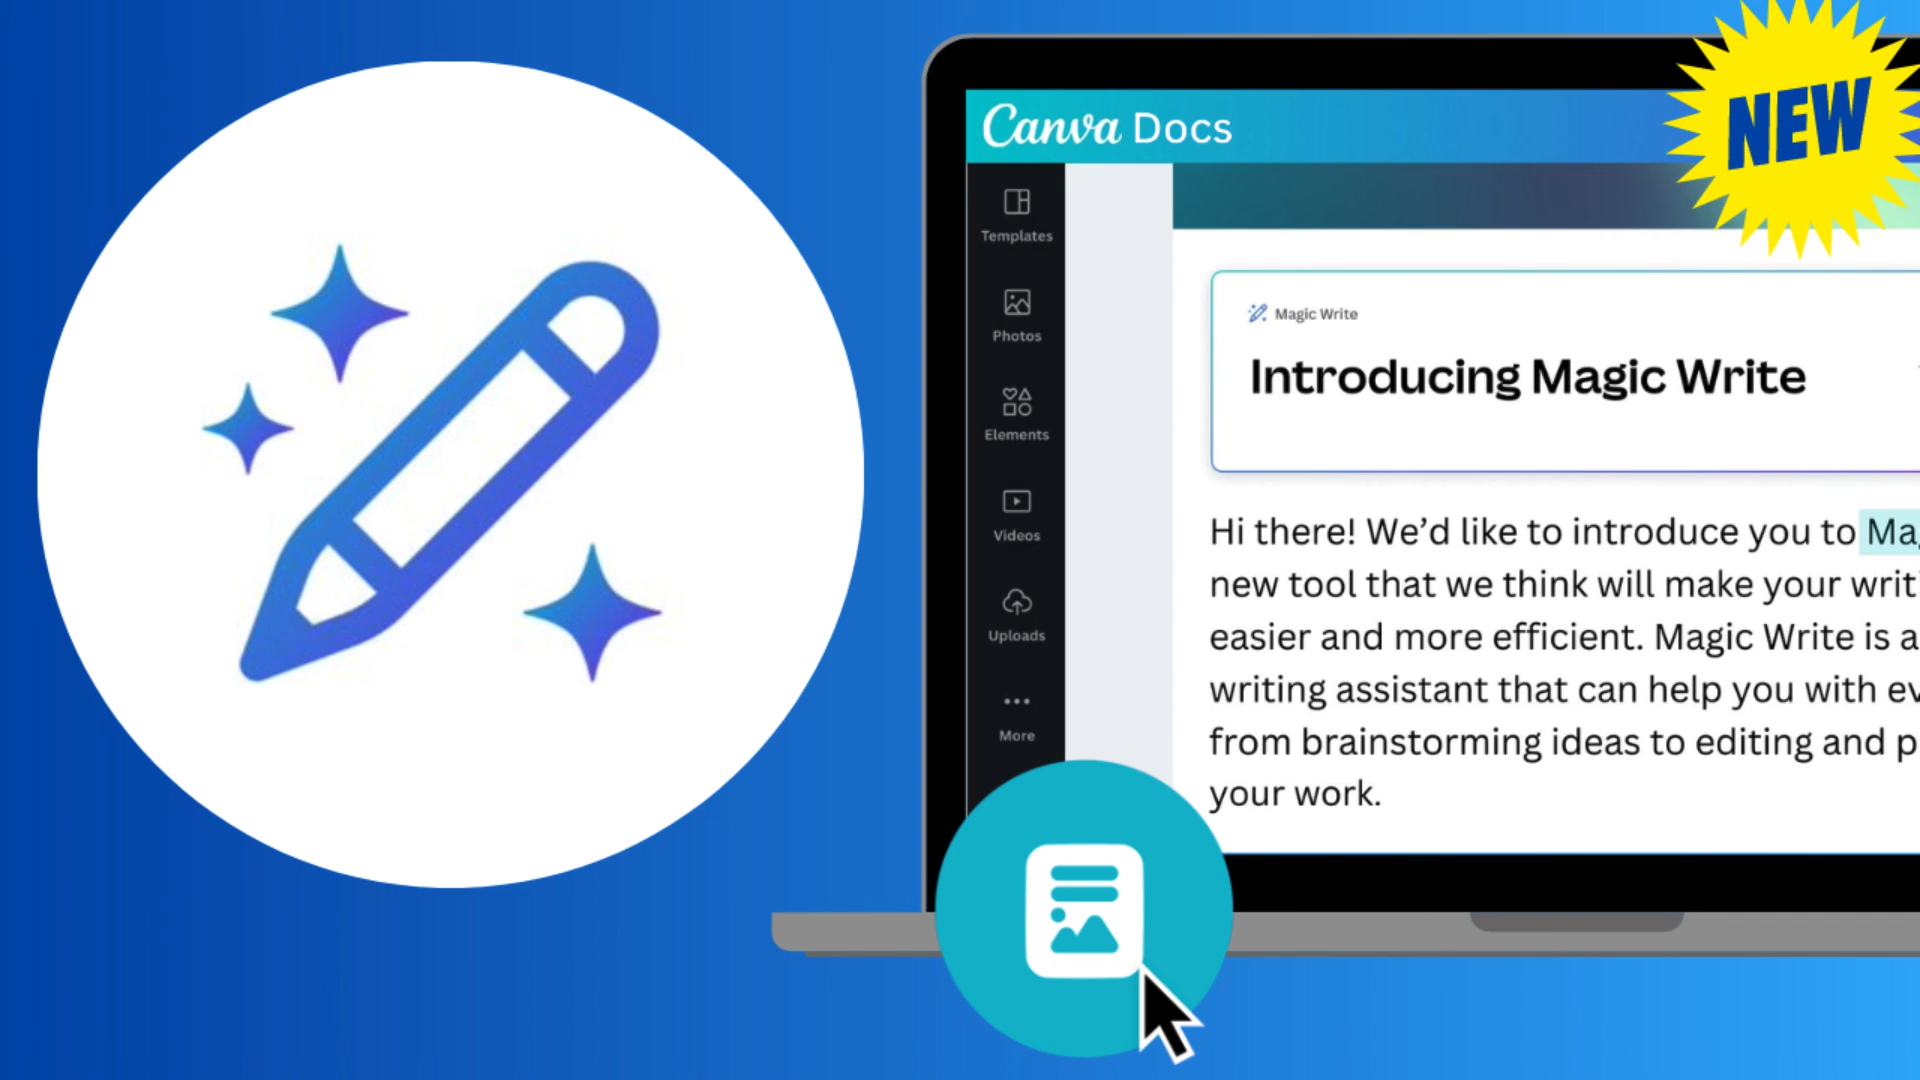 NEW
Canva Docs
Templates
Photos
Elements
Videos
Uploads
More
Magic Write
Introducing Magic Write
Hi there! We’d like to introduce you to
new tool that we think will make your
easier and more efficient. Magic Write is
writing assistant that can help you with
from brainstorming ideas to editing and
your work.